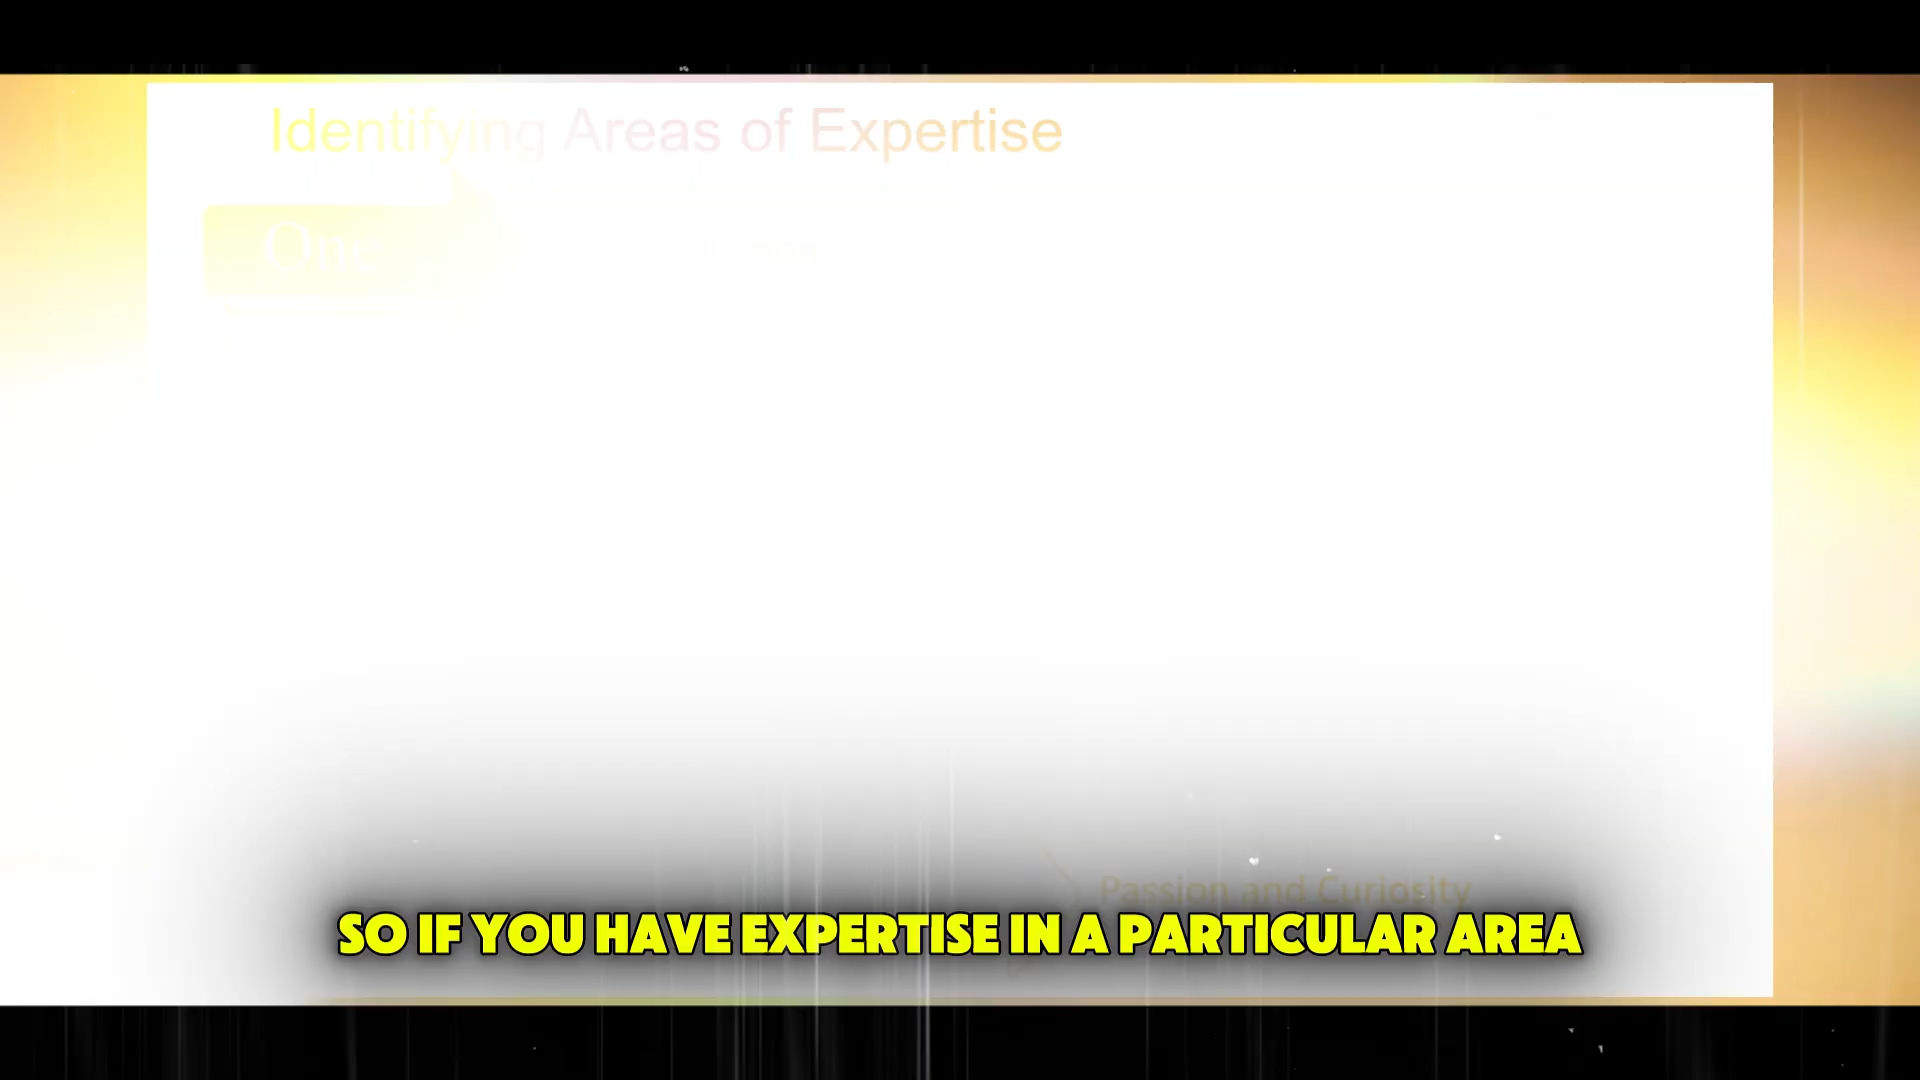 Identifying Areas of Expertise
One
Passion and Curiosity
SO IF YOU HAVE EXPERTISE IN A PARTICULAR AREA